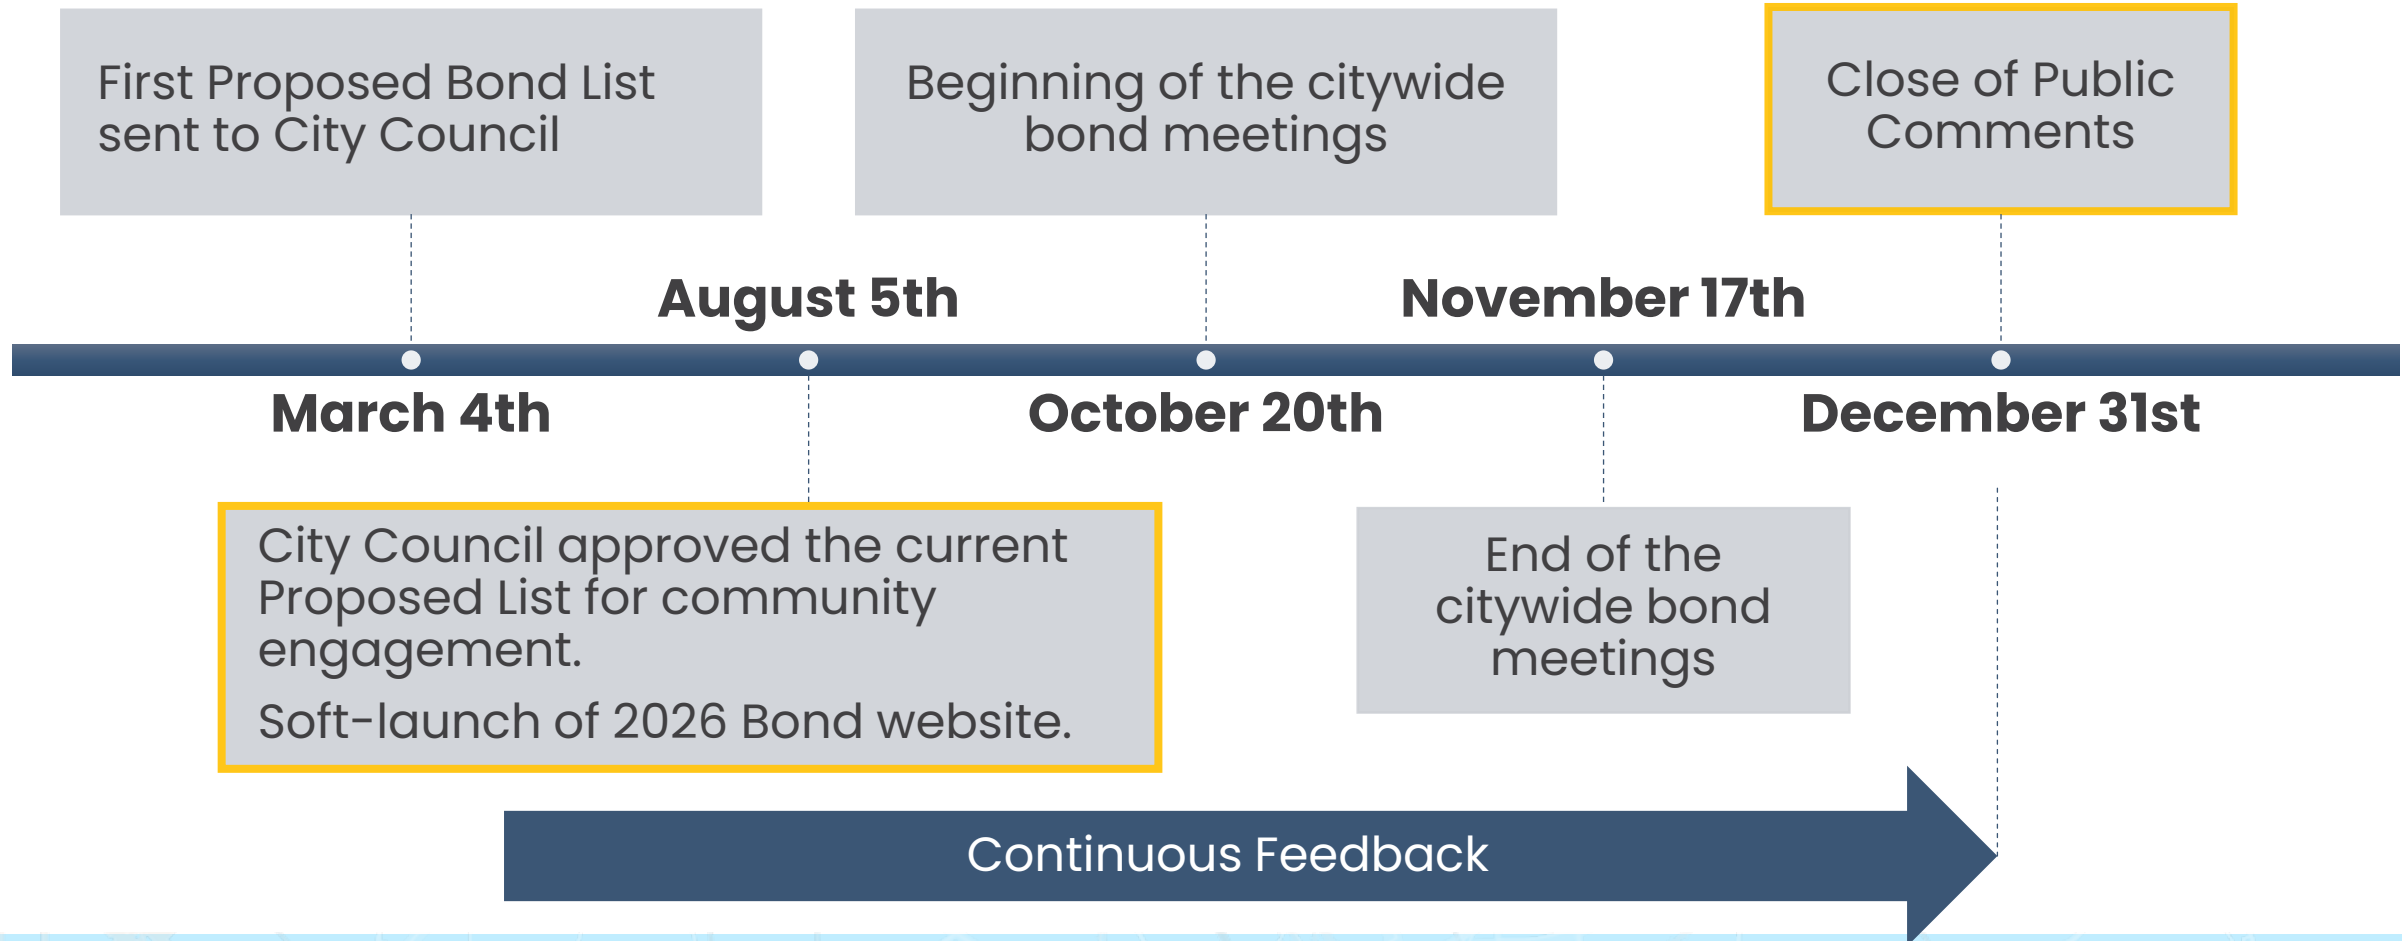 First Proposed Bond List
sent to City Council
Beginning of the citywide
bond meetings
Close of Public
Comments
August 5th
November 17th
March 4th
October 20th
December 31st
City Council approved the current
Proposed List for community
engagement.
Soft-launch of 2026 Bond website.
End of the
citywide bond
meetings
Continuous Feedback